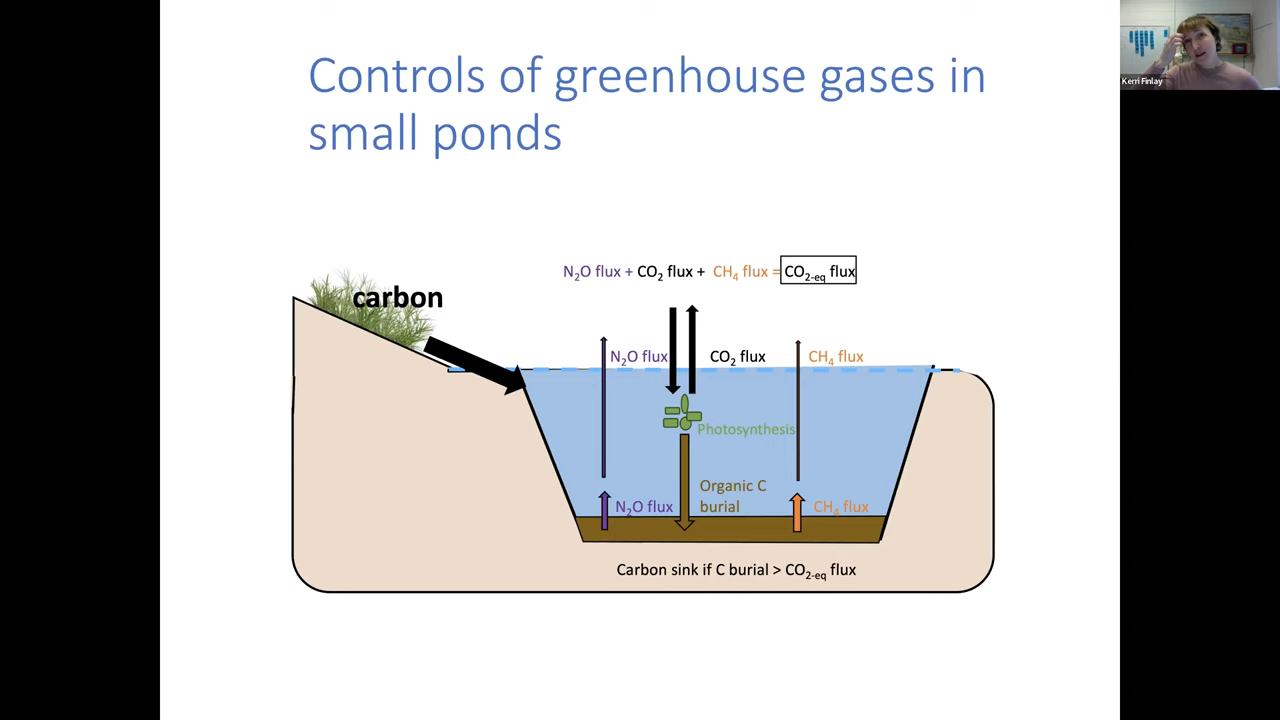 Controls of greenhouse gases in
small ponds
Kerri Finlay
N₂O flux + CO₂ flux + CH₄ flux = CO₂-eq flux
carbon
N₂O flux
CO₂ flux
CH₄ flux
Photosynthesis
Organic C
burial
N₂O flux
CH₄ flux
Carbon sink if C burial > CO₂-eq flux